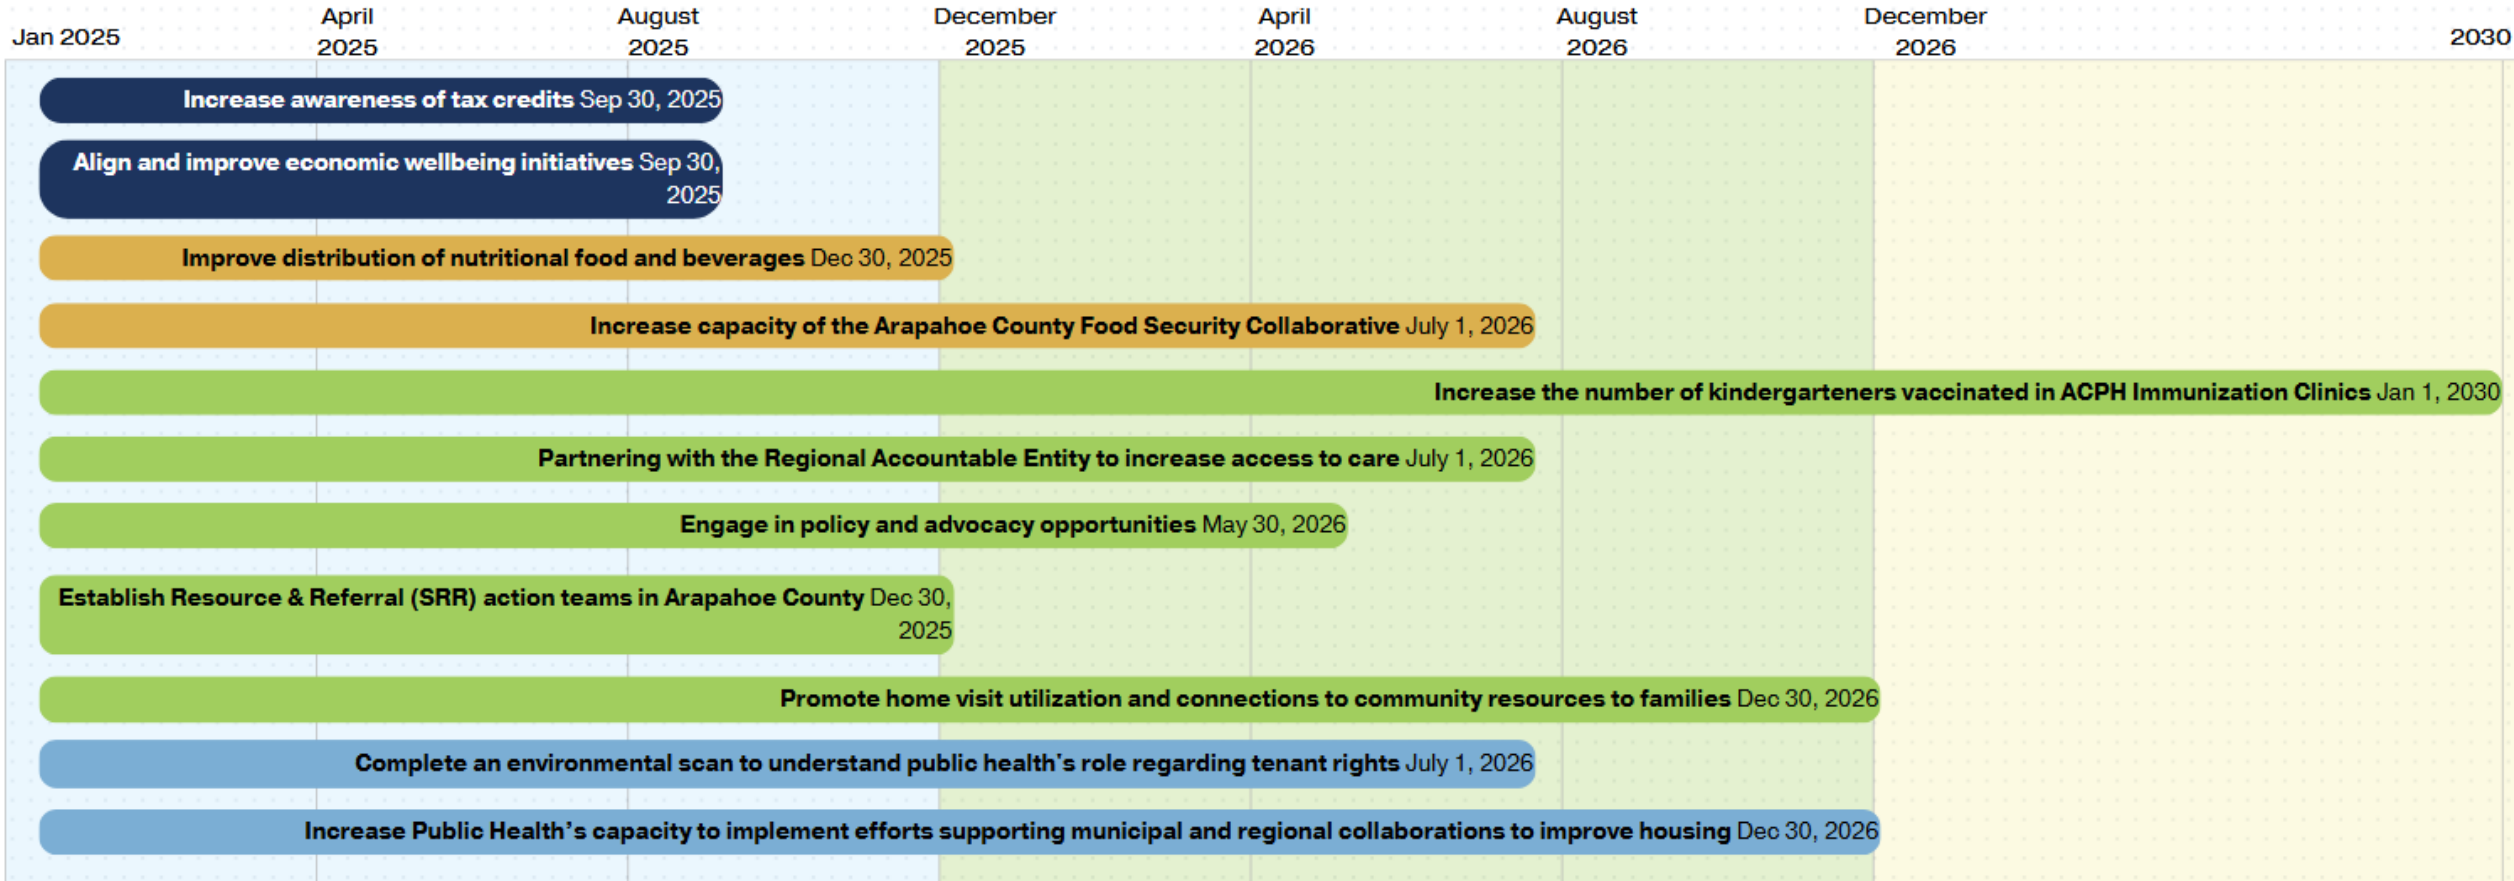 Jan 2025
April
2025
August
2025
December
2025
April
2026
August
2026
December
2026
2030
Increase awareness of tax credits Sep 30, 2025
Align and improve economic wellbeing initiatives Sep 30,
2025
Improve distribution of nutritional food and beverages Dec 30, 2025
Increase capacity of the Arapahoe County Food Security Collaborative July 1, 2026
Increase the number of kindergarteners vaccinated in ACPH Immunization Clinics Jan 1, 2030
Partnering with the Regional Accountable Entity to increase access to care July 1, 2026
Engage in policy and advocacy opportunities May 30, 2026
Establish Resource & Referral (SRR) action teams in Arapahoe County Dec 30,
2025
Promote home visit utilization and connections to community resources to families Dec 30, 2026
Complete an environmental scan to understand public health's role regarding tenant rights July 1, 2026
Increase Public Health’s capacity to implement efforts supporting municipal and regional collaborations to improve housing Dec 30, 2026